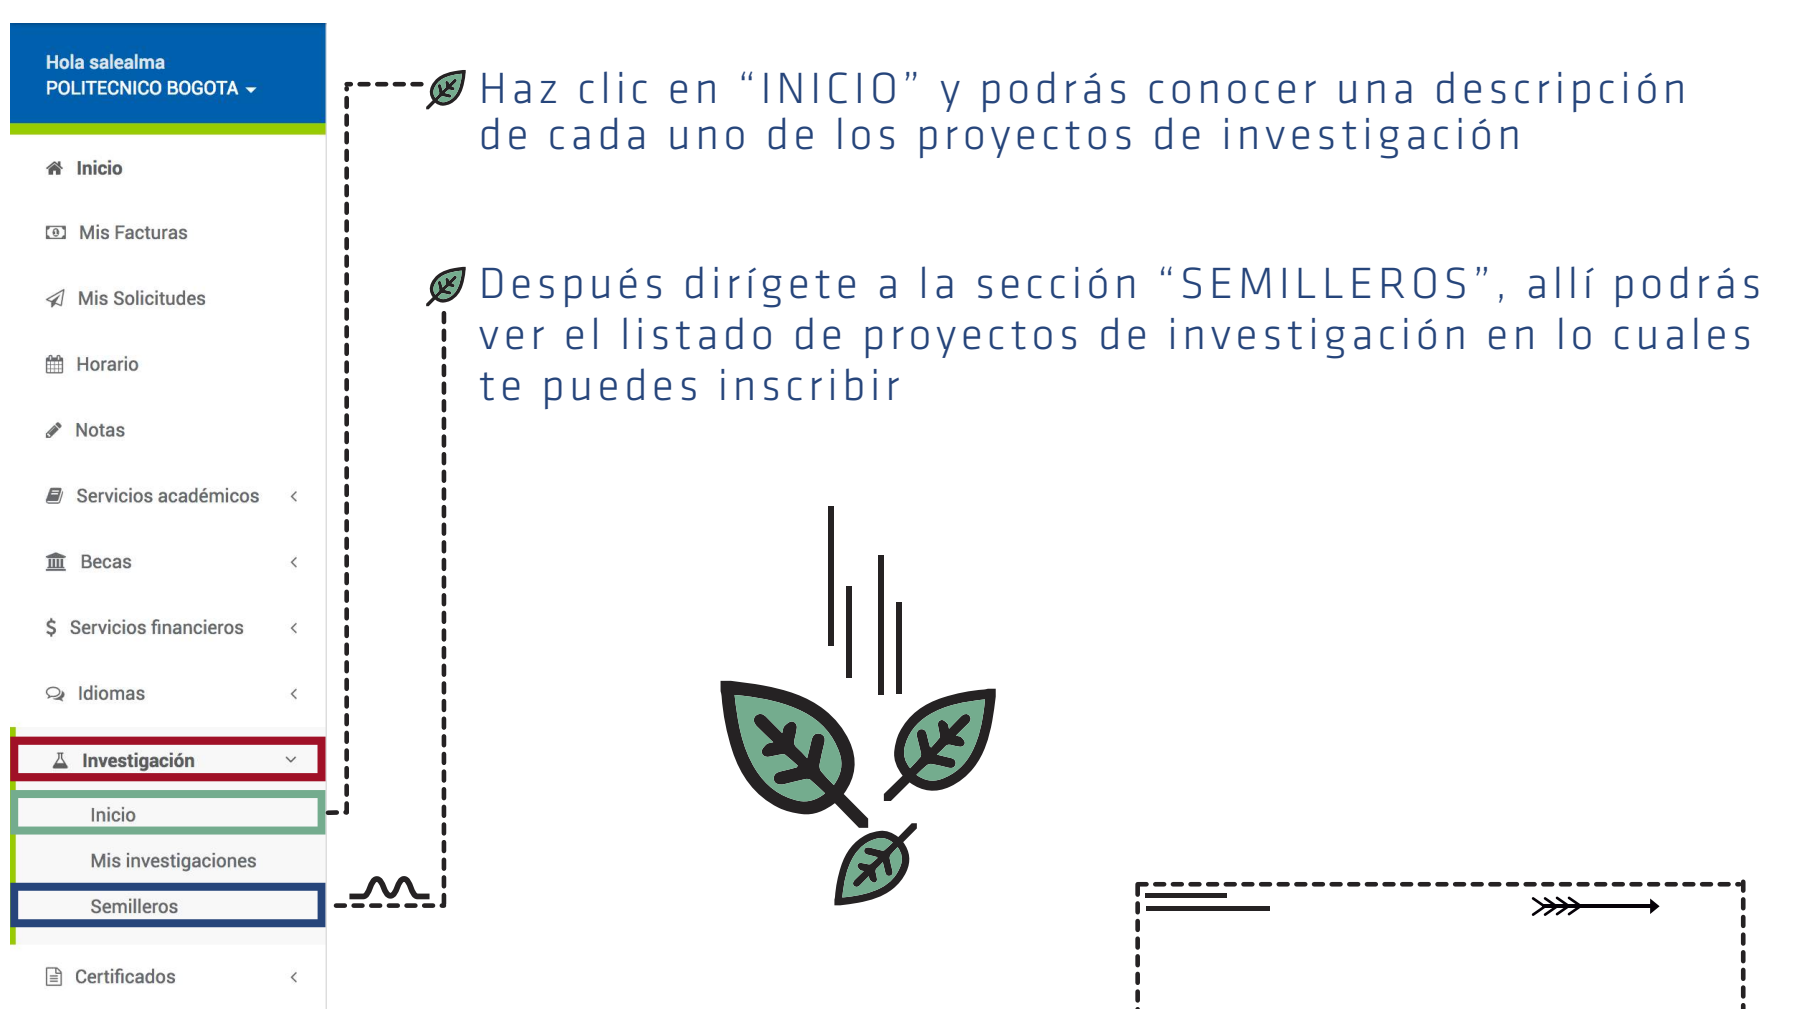 Hola salealma
POLITECNICO BOGOTA
Inicio
Mis Facturas
Mis Solicitudes
Horario
Notas
Servicios académicos
Becas
$ Servicios financieros
Idiomas
Investigación
Inicio
Mis investigaciones
Semilleros
Certificados
Haz clic en “INICIO” y podrás conocer una descripción
de cada uno de los proyectos de investigación
Después dirígete a la sección “SEMILLEROS”, allí podrás
ver el listado de proyectos de investigación en lo cuales
te puedes inscribir